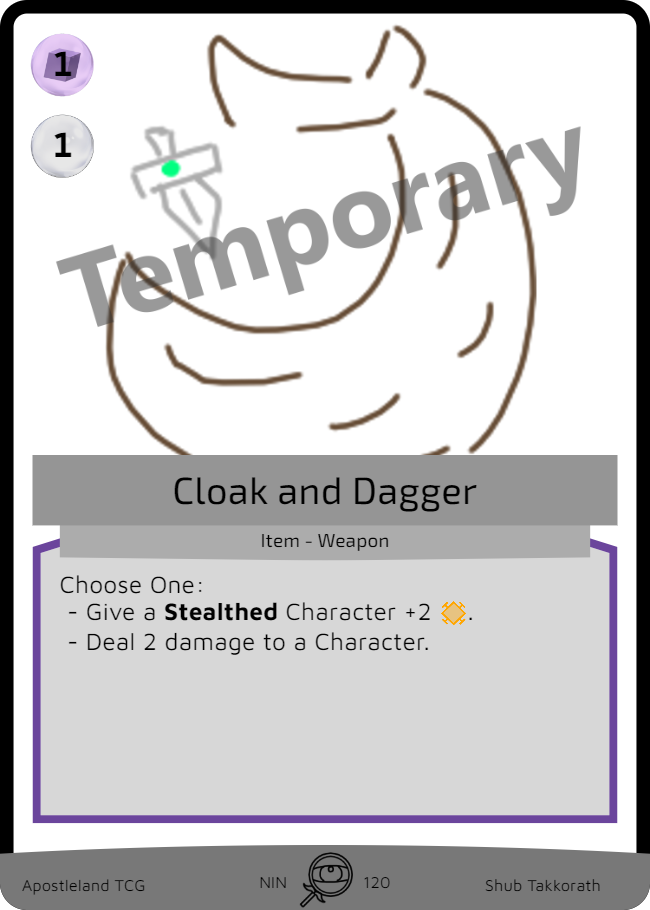 1
1
Temporary
Cloak and Dagger
Item - Weapon
Choose One:
- Give a Stealthed Character +2 .
- Deal 2 damage to a Character.
Apostleland TCG NIN 120 Shub Takkorath